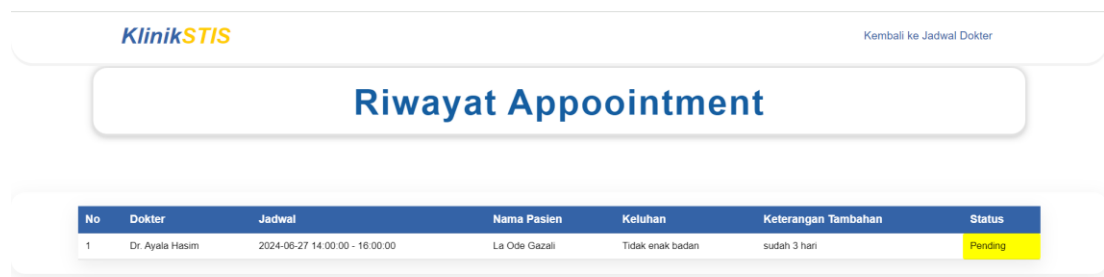 KlinikSTIS Kembali ke Jadwal Dokter
Riwayat Appoointment
No Dokter Jadwal Nama Pasien Keluhan Keterangan Tambahan Status
1 Dr. Ayala Hasim 2024-06-27 14:00:00 - 16:00:00 La Ode Gazali Tidak enak badan sudah 3 hari Pending